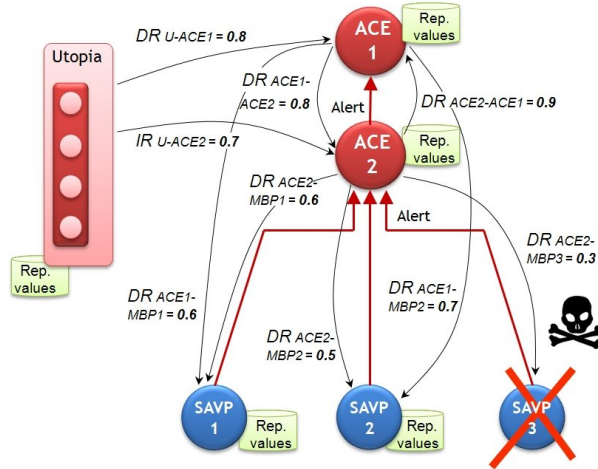 DR U-ACE1 = 0.8
ACE
1
Rep.
values
Utopia
DR ACE1-
ACE2 = 0.8
Alert
DR ACE2-ACE1 = 0.9
IR U-ACE2 = 0.7
ACE
2
Rep.
values
DR ACE2-
MBP1 = 0.6
Alert
DR ACE2-
MBP3 = 0.3
Rep.
values
DR ACE1-
MBP1 = 0.6
DR ACE1-
MBP2 = 0.7
DR ACE2-
MBP2 = 0.5
SAVP
1
Rep.
values
SAVP
2
Rep.
values
SAVP
3